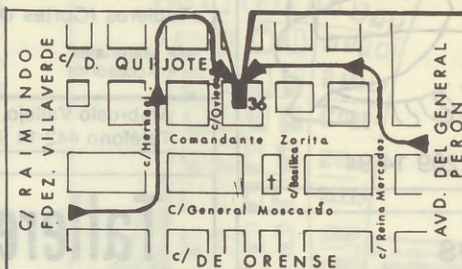 C/ RAIMUNDO
FDEZ. VILLAVERDE
c/ D. QUIJOTE
c/Hernani
c/Oviedo
36
Comandante Zorita
c/Basilica
c/Reina Mercedes
AVD. DEL GENERAL
PERON
C/General Moscardo
c/ DE ORENSE